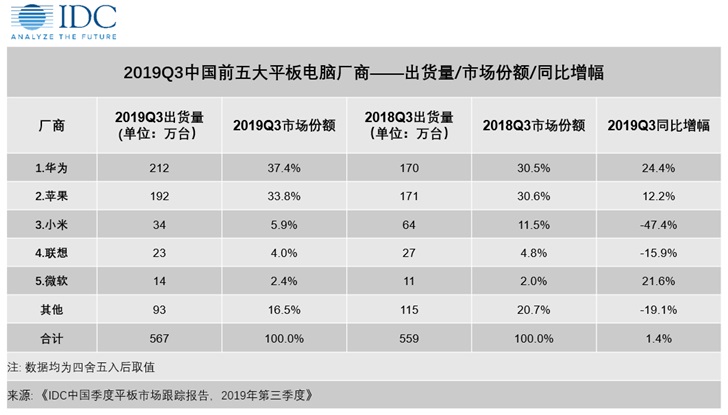 IDC
ANALYZE THE FUTURE
2019Q3中国前五大平板电脑厂商——出货量/市场份额/同比增幅
厂商 2019Q3出货量 (单位：万台) 2019Q3市场份额 2018Q3出货量 (单位：万台) 2018Q3市场份额 2019Q3同比增幅
1.华为 212 37.4% 170 30.5% 24.4%
2.苹果 192 33.8% 171 30.6% 12.2%
3.小米 34 5.9% 64 11.5% -47.4%
4.联想 23 4.0% 27 4.8% -15.9%
5.微软 14 2.4% 11 2.0% 21.6%
其他 93 16.5% 115 20.7% -19.1%
合计 567 100.0% 559 100.0% 1.4%
注: 数据均为四舍五入后取值
来源: 《IDC中国季度平板市场跟踪报告，2019年第三季度》